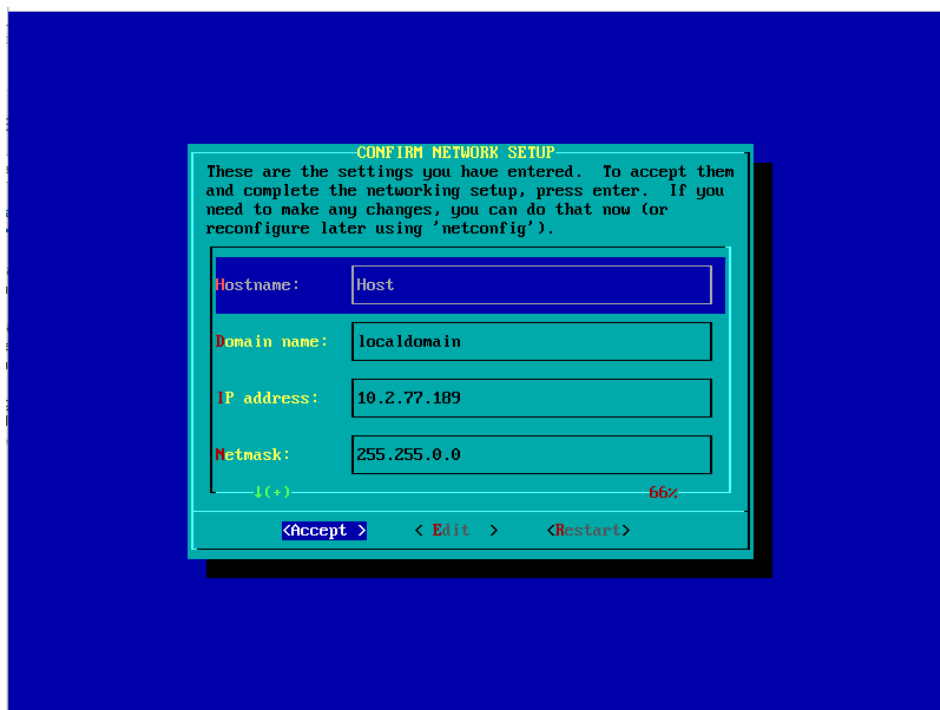 CONFIRM NETWORK SETUP
These are the settings you have entered.  To accept them
and complete the networking setup, press enter.  If you
need to make any changes, you can do that now (or
reconfigure later using 'netconfig').
Hostname: Host
Domain name: localdomain
IP address: 10.2.77.189
Netmask: 255.255.0.0
↓(+) 66%
<Accept > < Edit > <Restart>